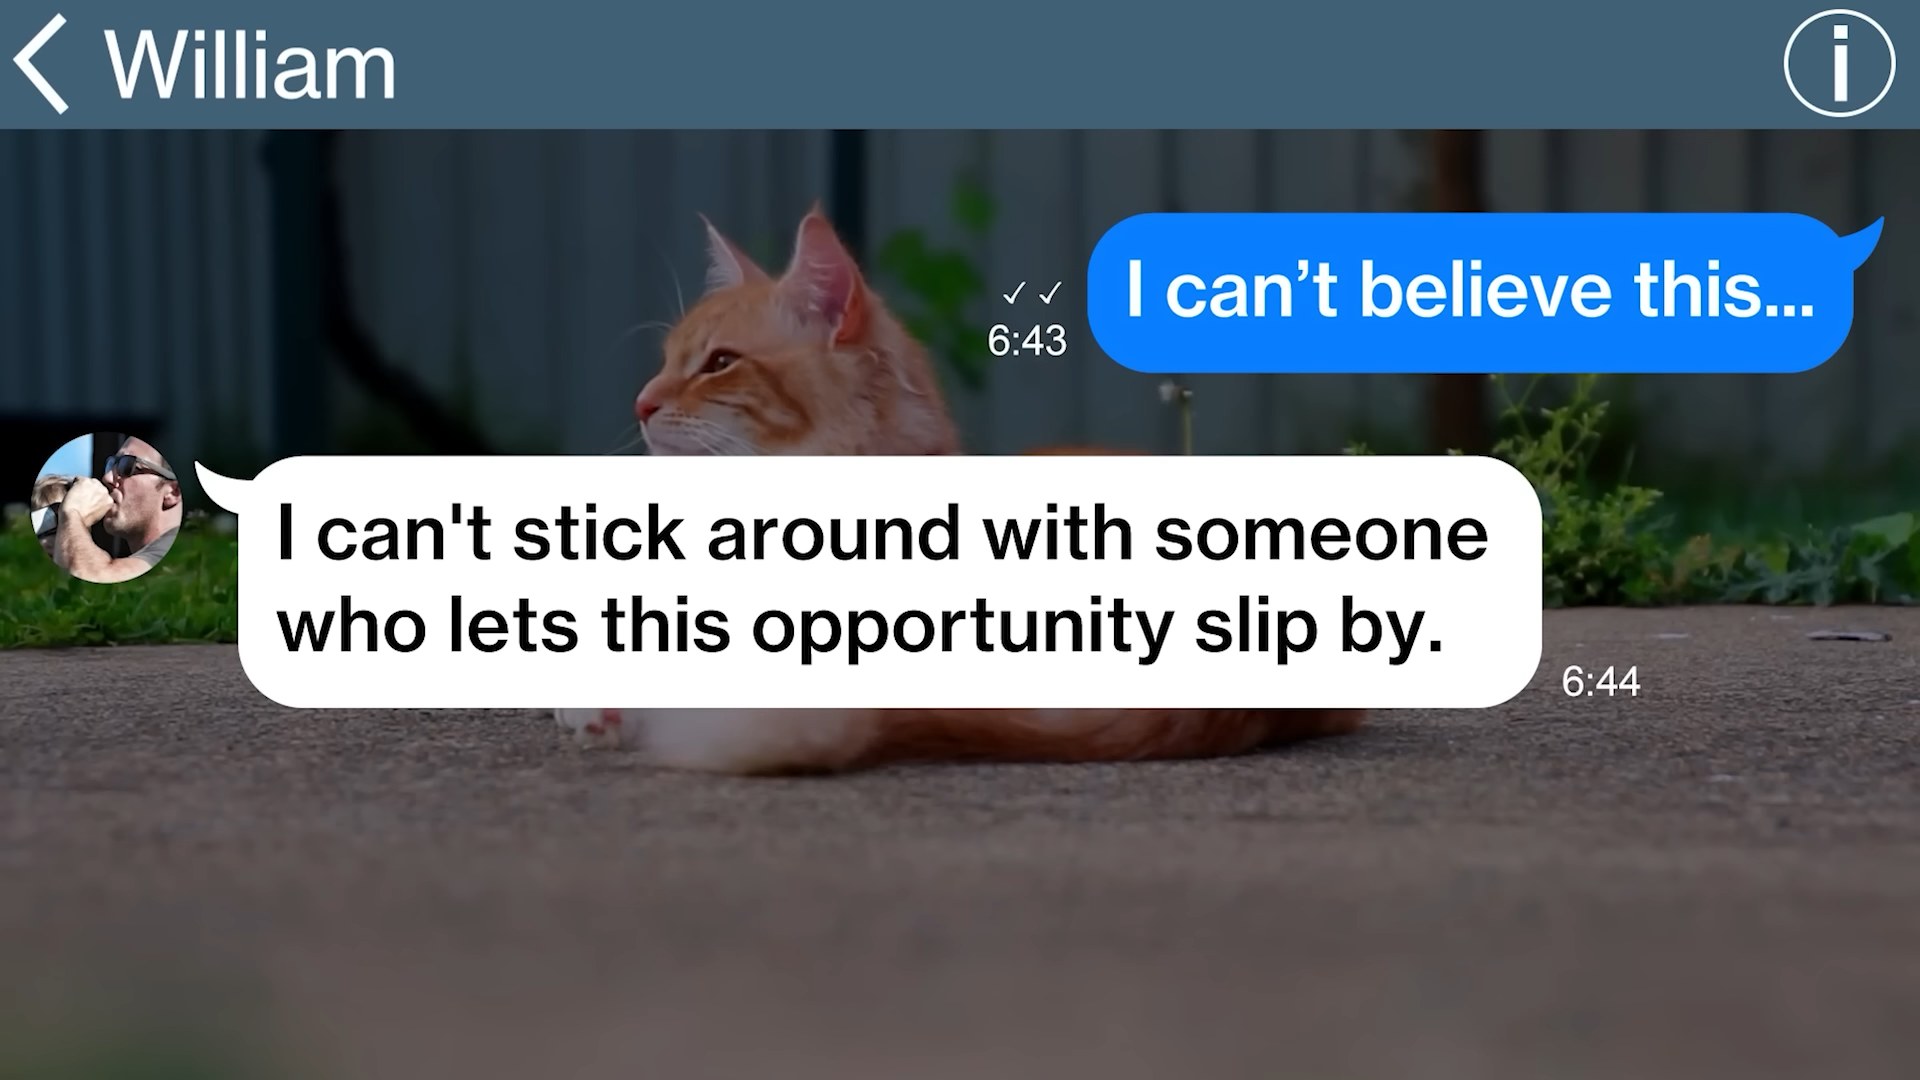 William
I can’t believe this...
✓✓
6:43
I can't stick around with someone
who lets this opportunity slip by.
6:44